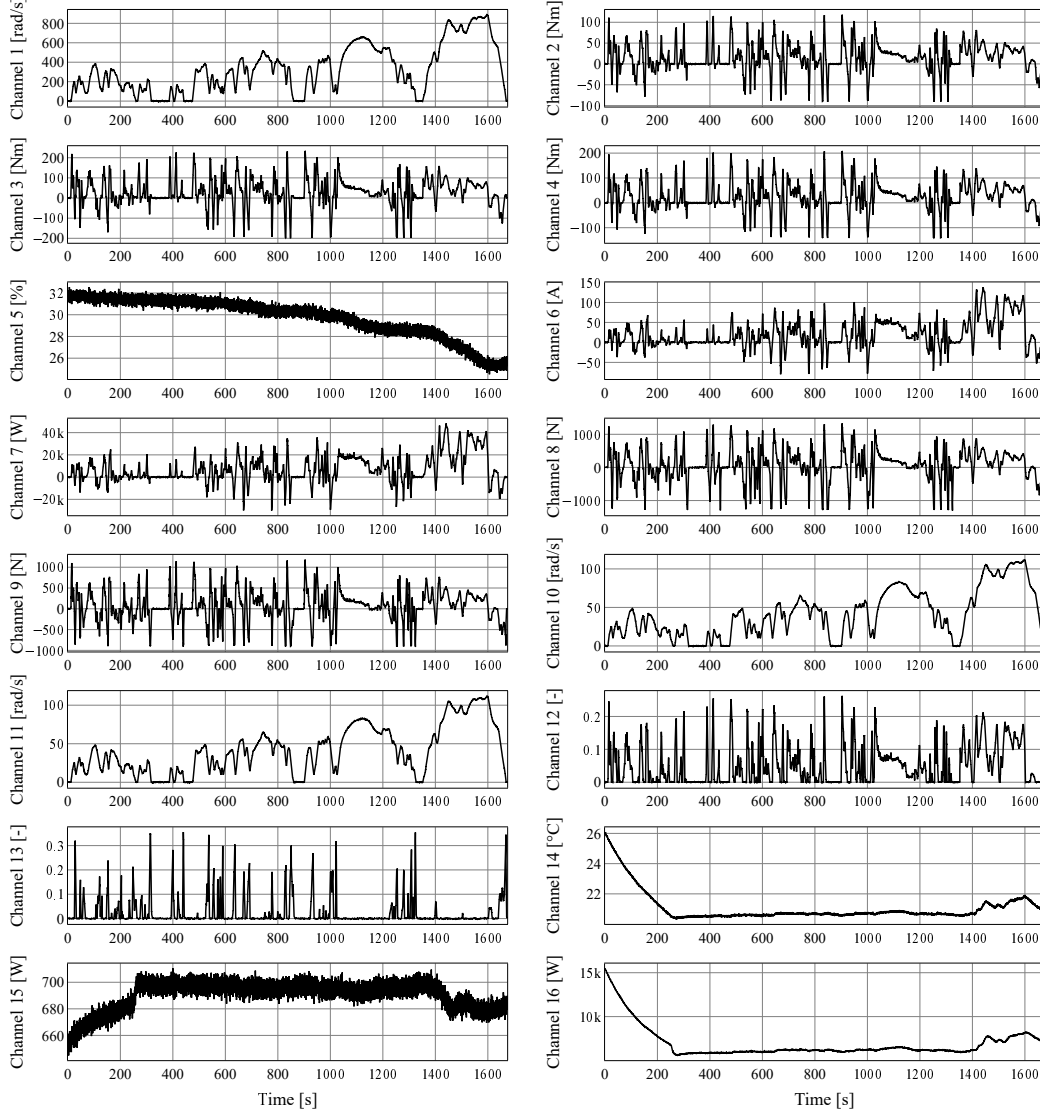 Channel 1 [rad/s]
800
600
400
200
0
0 200 400 600 800 1000 1200 1400 1600
Channel 2 [Nm]
100
50
0
−50
−100
0 200 400 600 800 1000 1200 1400 1600
Channel 3 [Nm]
200
100
0
−100
−200
0 200 400 600 800 1000 1200 1400 1600
Channel 4 [Nm]
200
100
0
−100
0 200 400 600 800 1000 1200 1400 1600
Channel 5 [%]
32
30
28
26
0 200 400 600 800 1000 1200 1400 1600
Channel 6 [A]
150
100
50
0
−50
0 200 400 600 800 1000 1200 1400 1600
Channel 7 [W]
40k
20k
0
−20k
0 200 400 600 800 1000 1200 1400 1600
Channel 8 [N]
1000
0
−1000
0 200 400 600 800 1000 1200 1400 1600
Channel 9 [N]
1000
500
0
−500
−1000
0 200 400 600 800 1000 1200 1400 1600
Channel 10 [rad/s]
100
50
0
0 200 400 600 800 1000 1200 1400 1600
Channel 11 [rad/s]
100
50
0
0 200 400 600 800 1000 1200 1400 1600
Channel 12 [-]
0.2
0.1
0
0 200 400 600 800 1000 1200 1400 1600
Channel 13 [-]
0.3
0.2
0.1
0
0 200 400 600 800 1000 1200 1400 1600
Channel 14 [°C]
26
24
22
0 200 400 600 800 1000 1200 1400 1600
Channel 15 [W]
700
680
660
0 200 400 600 800 1000 1200 1400 1600
Time [s]
Channel 16 [W]
15k
10k
0 200 400 600 800 1000 1200 1400 1600
Time [s]